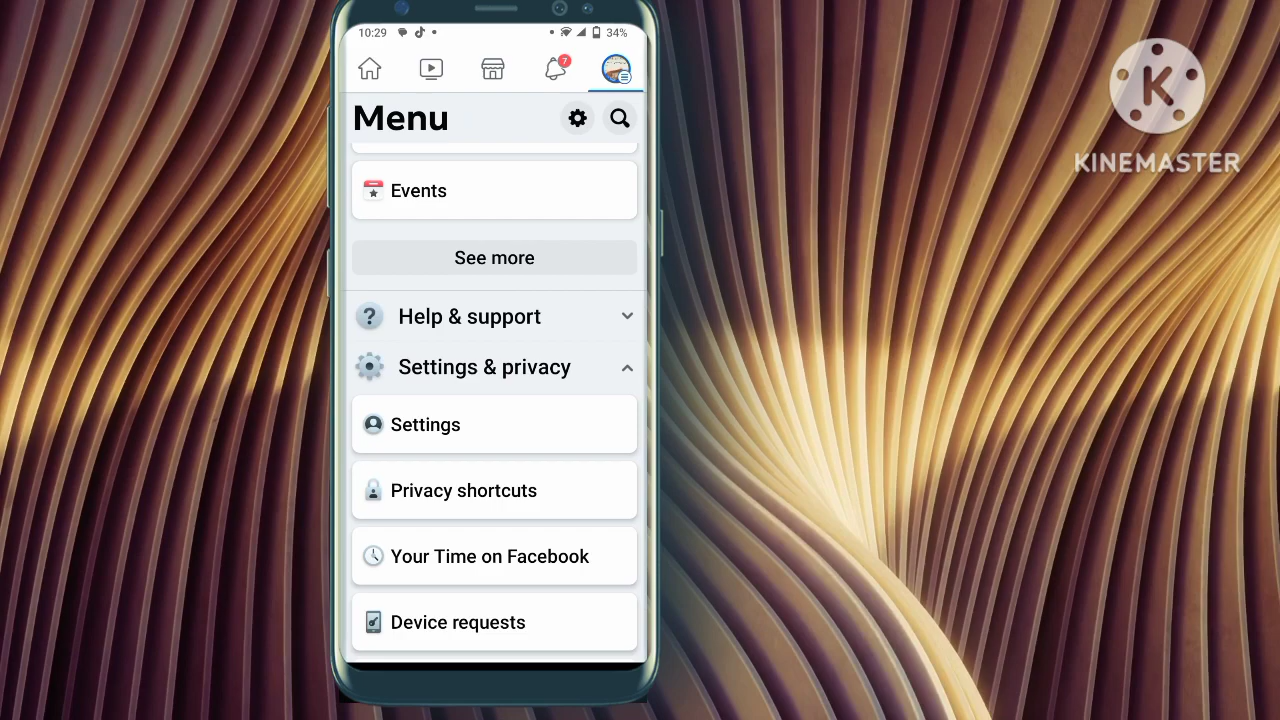 10:29
34%
7
Menu
Events
See more
Help & support
Settings & privacy
Settings
Privacy shortcuts
Your Time on Facebook
Device requests
K
KINEMASTER